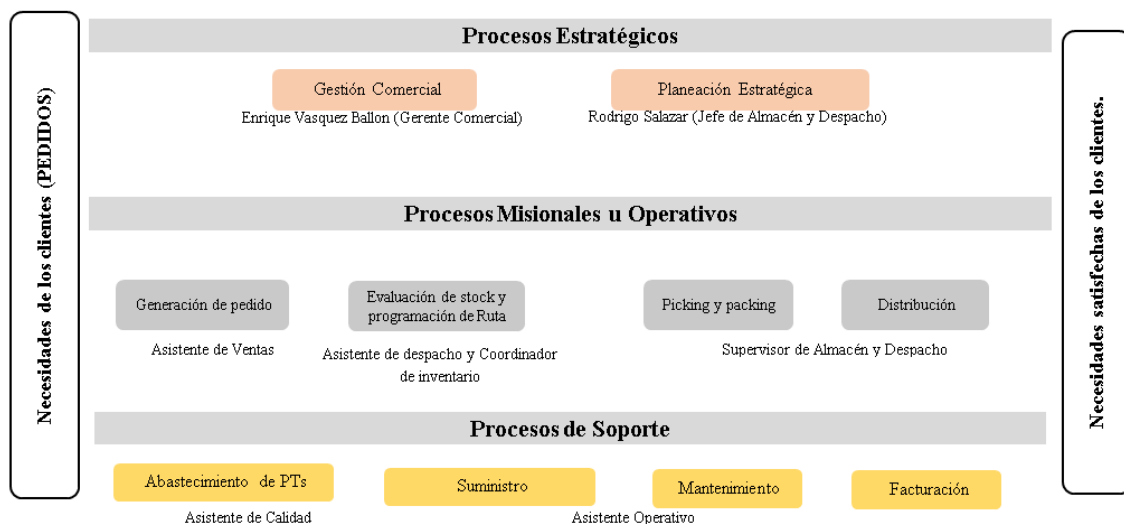 Necesidades de los clientes (PEDIDOS)
Procesos Estratégicos
Gestión Comercial
Enrique Vasquez Ballon (Gerente Comercial)
Planeación Estratégica
Rodrigo Salazar (Jefe de Almacén y Despacho)
Procesos Misionales u Operativos
Generación de pedido
Asistente de Ventas
Evaluación de stock y
programación de Ruta
Asistente de despacho y Coordinador
de inventario
Picking y packing
Distribución
Supervisor de Almacén y Despacho
Procesos de Soporte
Abastecimiento de PTs
Asistente de Calidad
Suministro
Mantenimiento
Asistente Operativo
Facturación
Necesidades satisfechas de los clientes.